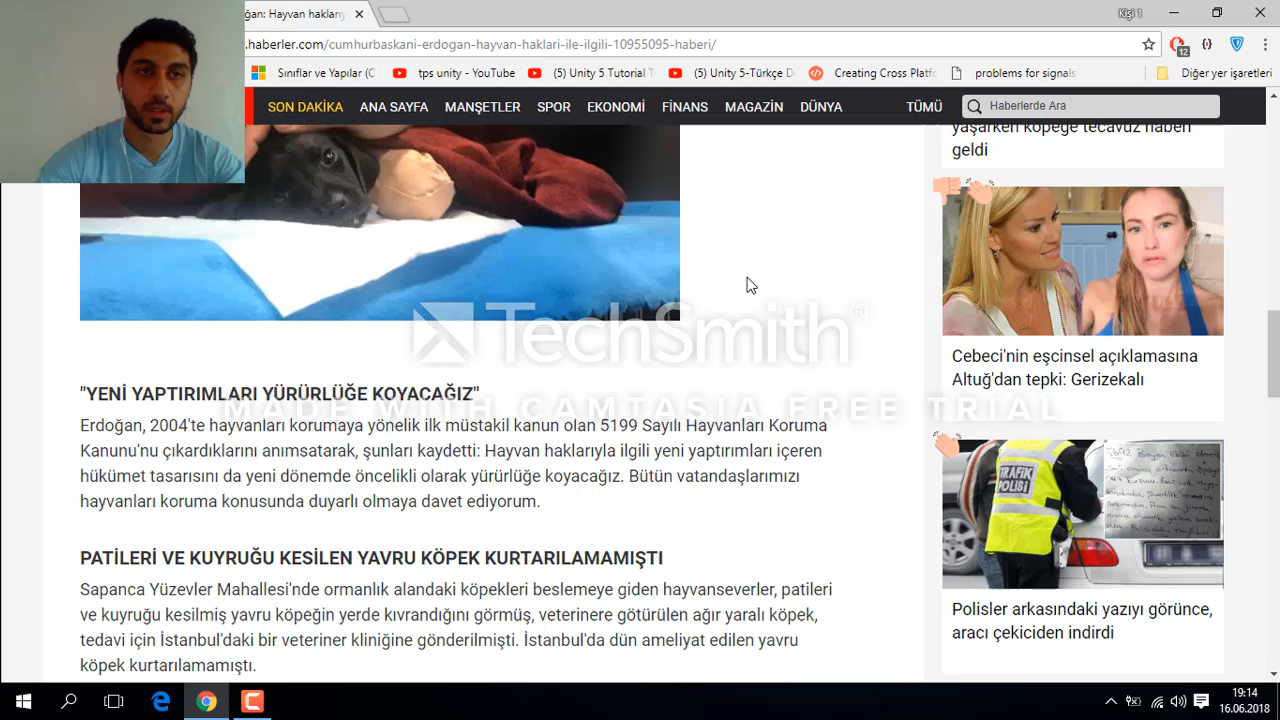 ğan: Hayvan hakları
Kişi 1
.haberler.com/cumhurbaskani-erdogan-hayvan-haklari-ile-ilgili-10955095-haberi/
12
Sınıflar ve Yapılar (C
tps unity - YouTube
(5) Unity 5 Tutorial T
(5) Unity 5-Türkçe D
Creating Cross Platfo
problems for signals
Diğer yer işaretleri
SON DAKİKA ANA SAYFA MANŞETLER SPOR EKONOMİ FİNANS MAGAZİN DÜNYA TÜMÜ
Haberlerde Ara
yaşarken köpeğe tecavüz haberi
geldi
TechSmith®
MADE WITH CAMTASIA FREE TRIAL
"YENİ YAPTIRIMLARI YÜRÜRLÜĞE KOYACAĞIZ"
Erdoğan, 2004'te hayvanları korumaya yönelik ilk müstakil kanun olan 5199 Sayılı Hayvanları Koruma
Kanunu'nu çıkardıklarını anımsatarak, şunları kaydetti: Hayvan haklarıyla ilgili yeni yaptırımları içeren
hükümet tasarısını da yeni dönemde öncelikli olarak yürürlüğe koyacağız. Bütün vatandaşlarımızı
hayvanları koruma konusunda duyarlı olmaya davet ediyorum.
PATİLERİ VE KUYRUĞU KESİLEN YAVRU KÖPEK KURTARILAMAMIŞTI
Sapanca Yüzevler Mahallesi'nde ormanlık alandaki köpekleri beslemeye giden hayvanseverler, patileri
ve kuyruğu kesilmiş yavru köpeğin yerde kıvrandığını görmüş, veterinere götürülen ağır yaralı köpek,
tedavi için İstanbul'daki bir veteriner kliniğine gönderilmişti. İstanbul'da dün ameliyat edilen yavru
köpek kurtarılamamıştı.
Cebeci'nin eşcinsel açıklamasına
Altuğ'dan tepki: Gerizekalı
TRAFİK
POLİSİ
Polisler arkasındaki yazıyı görünce,
aracı çekiciden indirdi
19:14
16.06.2018